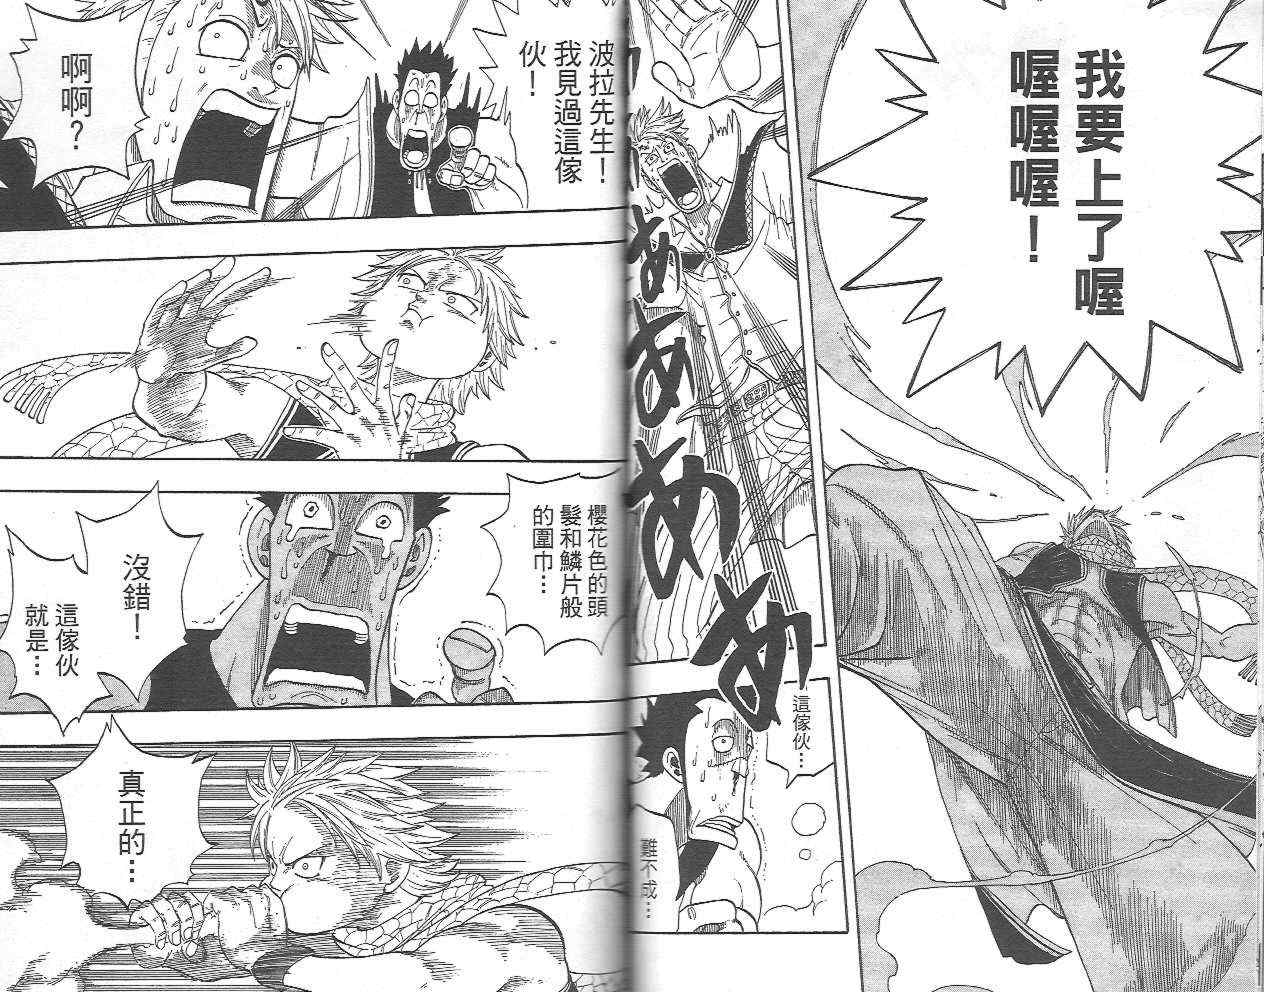 我要上了喔
喔喔喔！
ぁ
あ
あ
め
あ
這傢伙…
難不成…
波拉先生！
我見過這傢
伙！
啊
啊？
櫻花色的頭
髮和鱗片般
的圍巾…
沒錯！
這傢伙
就是…
真正的…